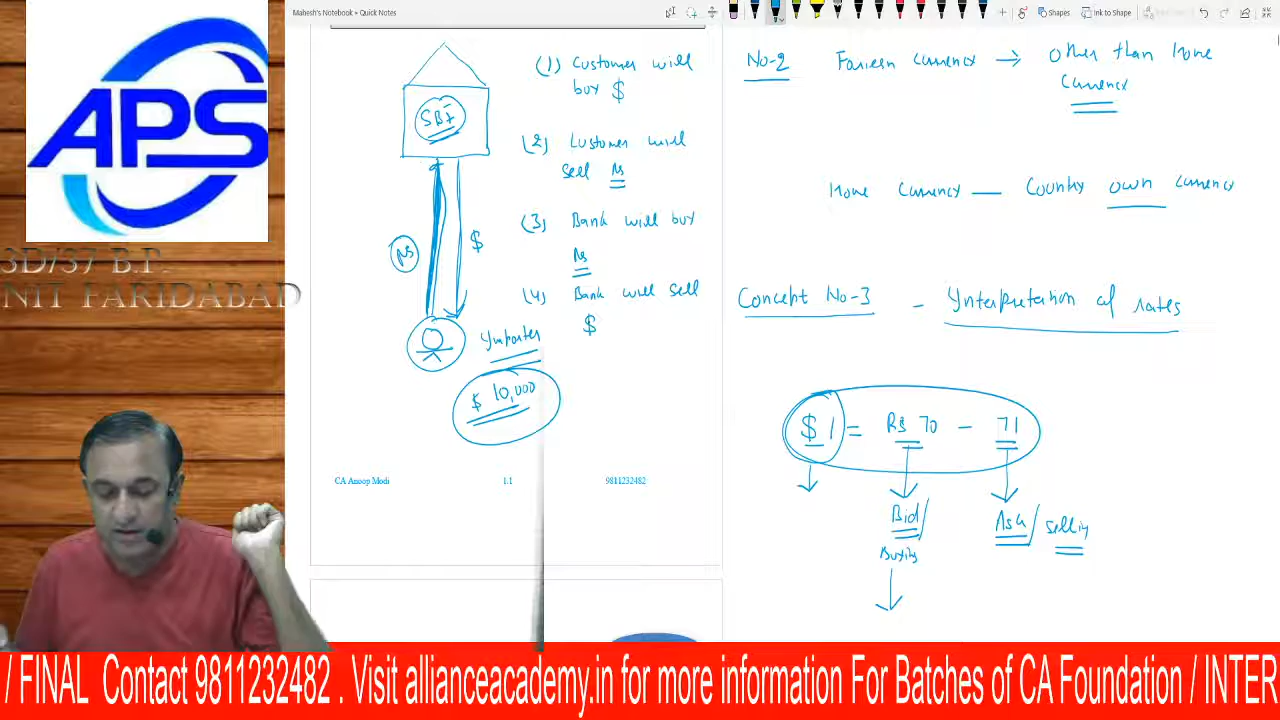 Mahesh's Notebook » Quick Notes
Shapes
Ink to Shape
APS
3D/37 B.P.
NIT FARIDABAD
SBI
Rs
$
Importer
$ 10,000
(1) Customer will
buy $
(2) Customer will
sell Rs
(3) Bank will buy
Rs
(4) Bank will sell
$
CA Anoop Modi
1.1
9811232482
No-2 Foriegn currency → Other than Home
Currency
Home Currency — Country own currency
Concept No-3 - Interpretation of rates
$ 1 = Rs 70 - 71
Bid/
Buying
Ask/ selling
/ FINAL Contact 9811232482 . Visit allianceacademy.in for more information For Batches of CA Foundation / INTER